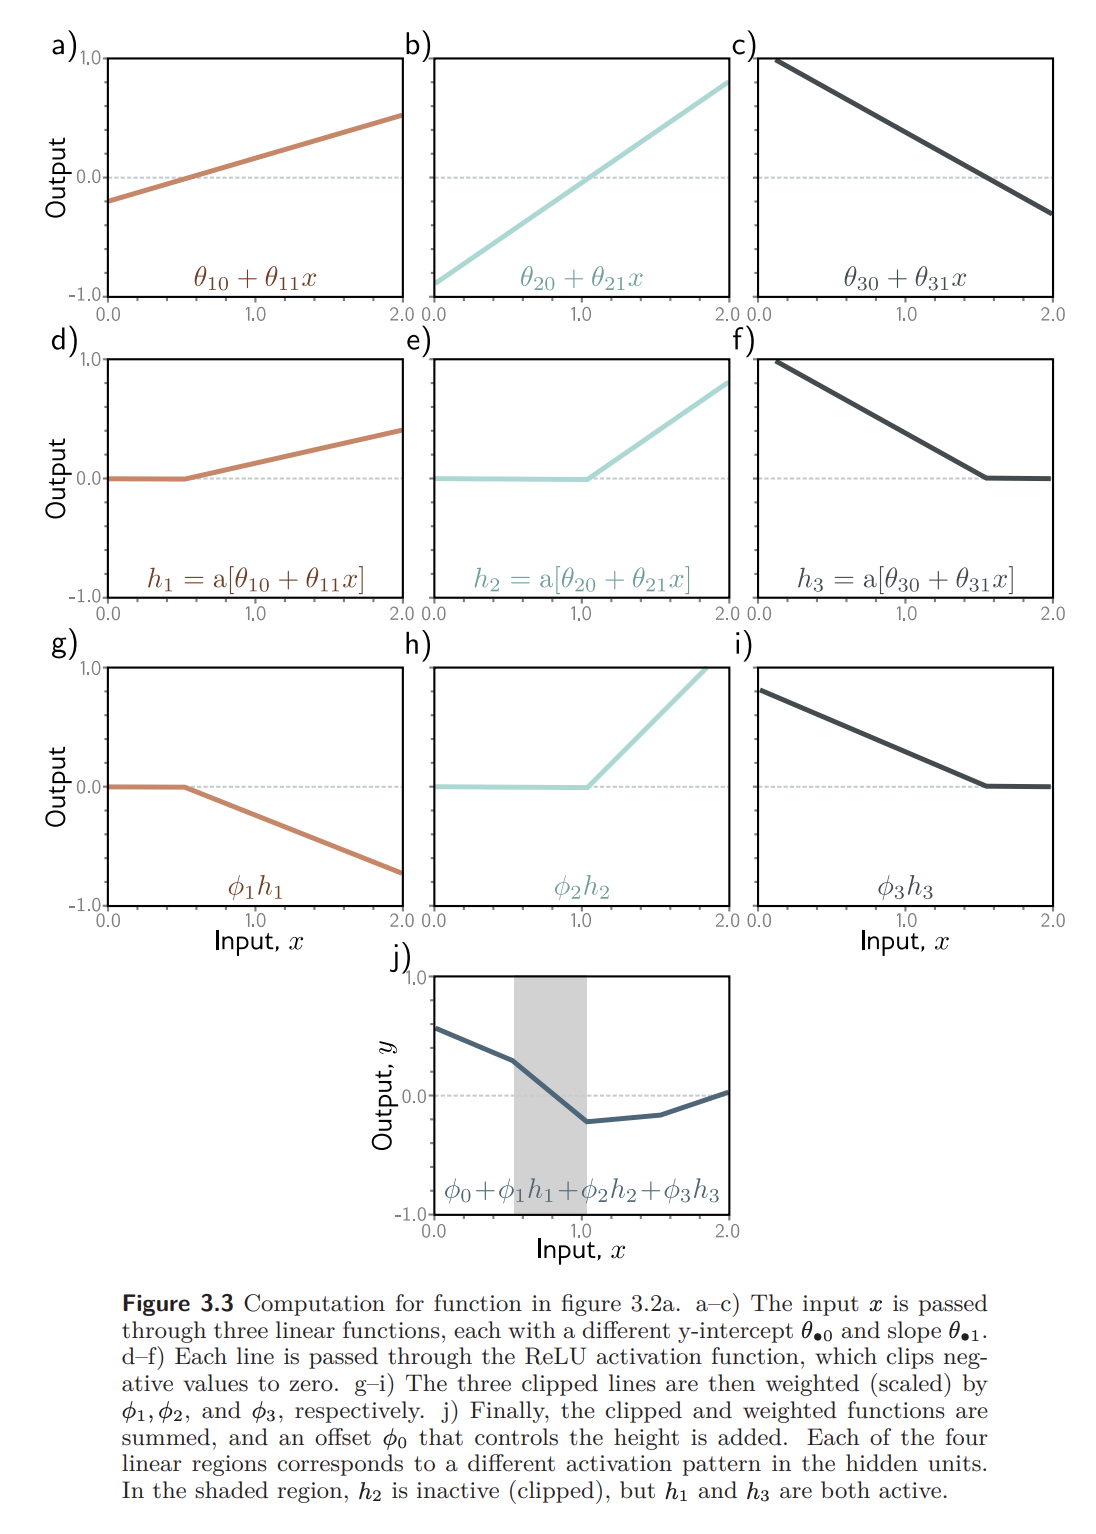 a) b) c)
1.0
Output
0.0
-1.0
θ10 + θ11x θ20 + θ21x θ30 + θ31x
0.0 1.0 2.0 0.0 1.0 2.0 0.0 1.0 2.0
d) e) f)
1.0
Output
0.0
-1.0
h1 = a[θ10 + θ11x] h2 = a[θ20 + θ21x] h3 = a[θ30 + θ31x]
0.0 1.0 2.0 0.0 1.0 2.0 0.0 1.0 2.0
g) h) i)
1.0
Output
0.0
-1.0
ϕ1h1 ϕ2h2 ϕ3h3
0.0 1.0 2.0 0.0 1.0 2.0 0.0 1.0 2.0
Input, x Input, x
j)
1.0
Output, y
0.0
-1.0
ϕ0+ϕ1h1+ϕ2h2+ϕ3h3
0.0 1.0 2.0
Input, x
Figure 3.3 Computation for function in figure 3.2a. a–c) The input x is passed
through three linear functions, each with a different y-intercept θ•0 and slope θ•1.
d–f) Each line is passed through the ReLU activation function, which clips neg-
ative values to zero. g–i) The three clipped lines are then weighted (scaled) by
ϕ1, ϕ2, and ϕ3, respectively. j) Finally, the clipped and weighted functions are
summed, and an offset ϕ0 that controls the height is added. Each of the four
linear regions corresponds to a different activation pattern in the hidden units.
In the shaded region, h2 is inactive (clipped), but h1 and h3 are both active.